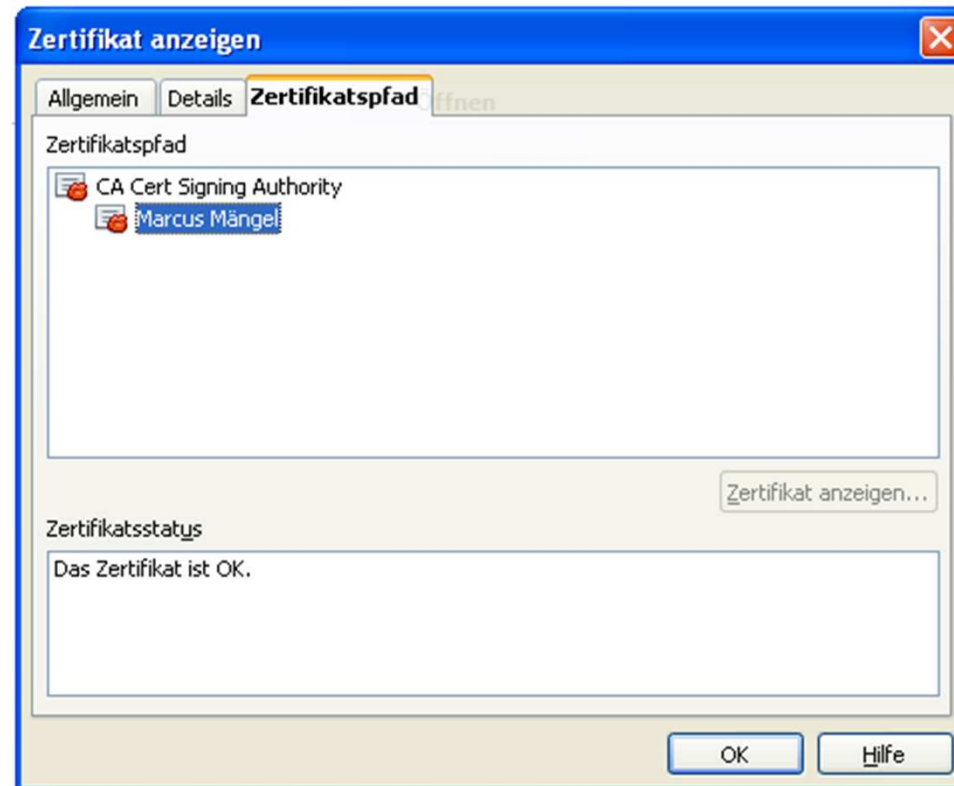 Zertifikat anzeigen
Allgemein Details Zertifikatspfad Öffnen
Zertifikatspfad
CA Cert Signing Authority
Marcus Mängel
Zertifikat anzeigen...
Zertifikatsstatus
Das Zertifikat ist OK.
OK Hilfe